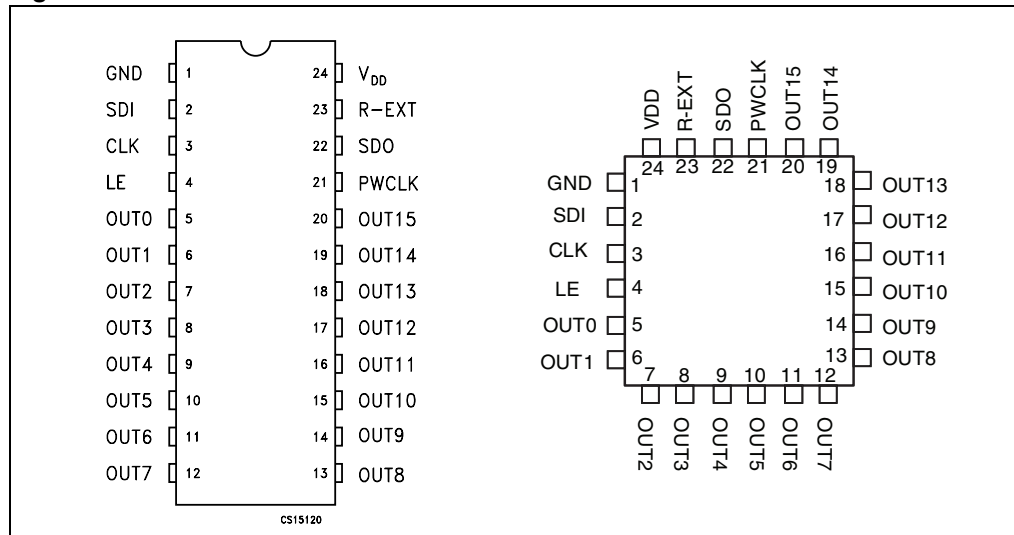 GND 1 24 VDD
SDI 2 23 R-EXT
CLK 3 22 SDO
LE 4 21 PWCLK
OUT0 5 20 OUT15
OUT1 6 19 OUT14
OUT2 7 18 OUT13
OUT3 8 17 OUT12
OUT4 9 16 OUT11
OUT5 10 15 OUT10
OUT6 11 14 OUT9
OUT7 12 13 OUT8
CS15120
VDD R-EXT SDO PWCLK OUT15 OUT14
24 23 22 21 20 19
GND 1 18 OUT13
SDI 2 17 OUT12
CLK 3 16 OUT11
LE 4 15 OUT10
OUT0 5 14 OUT9
OUT1 6 13 OUT8
7 8 9 10 11 12
OUT2 OUT3 OUT4 OUT5 OUT6 OUT7